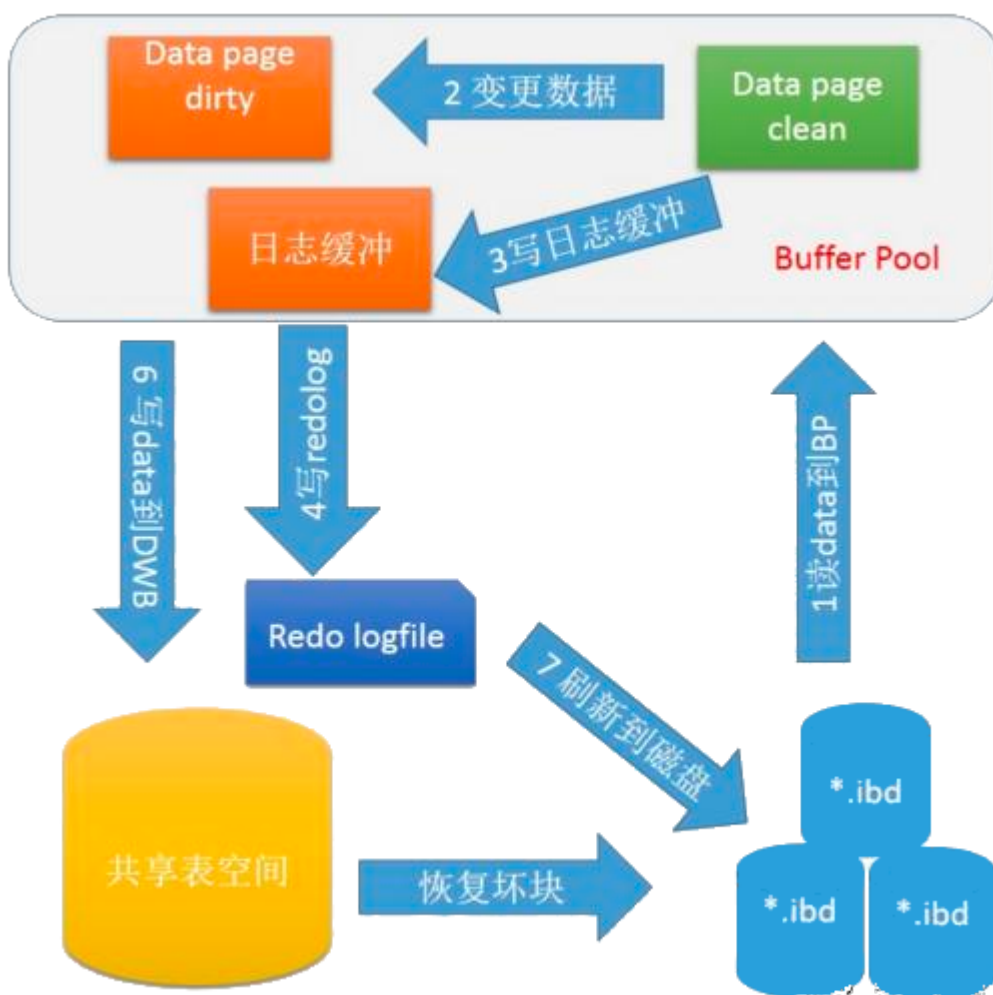 Data page
dirty
2 变更数据
Data page
clean
日志缓冲
3写日志缓冲
Buffer Pool
6 写data到DWB
4写redolog
1读data到BP
Redo logfile
7 刷新到磁盘
*.ibd
共享表空间
恢复坏块
*.ibd
*.ibd